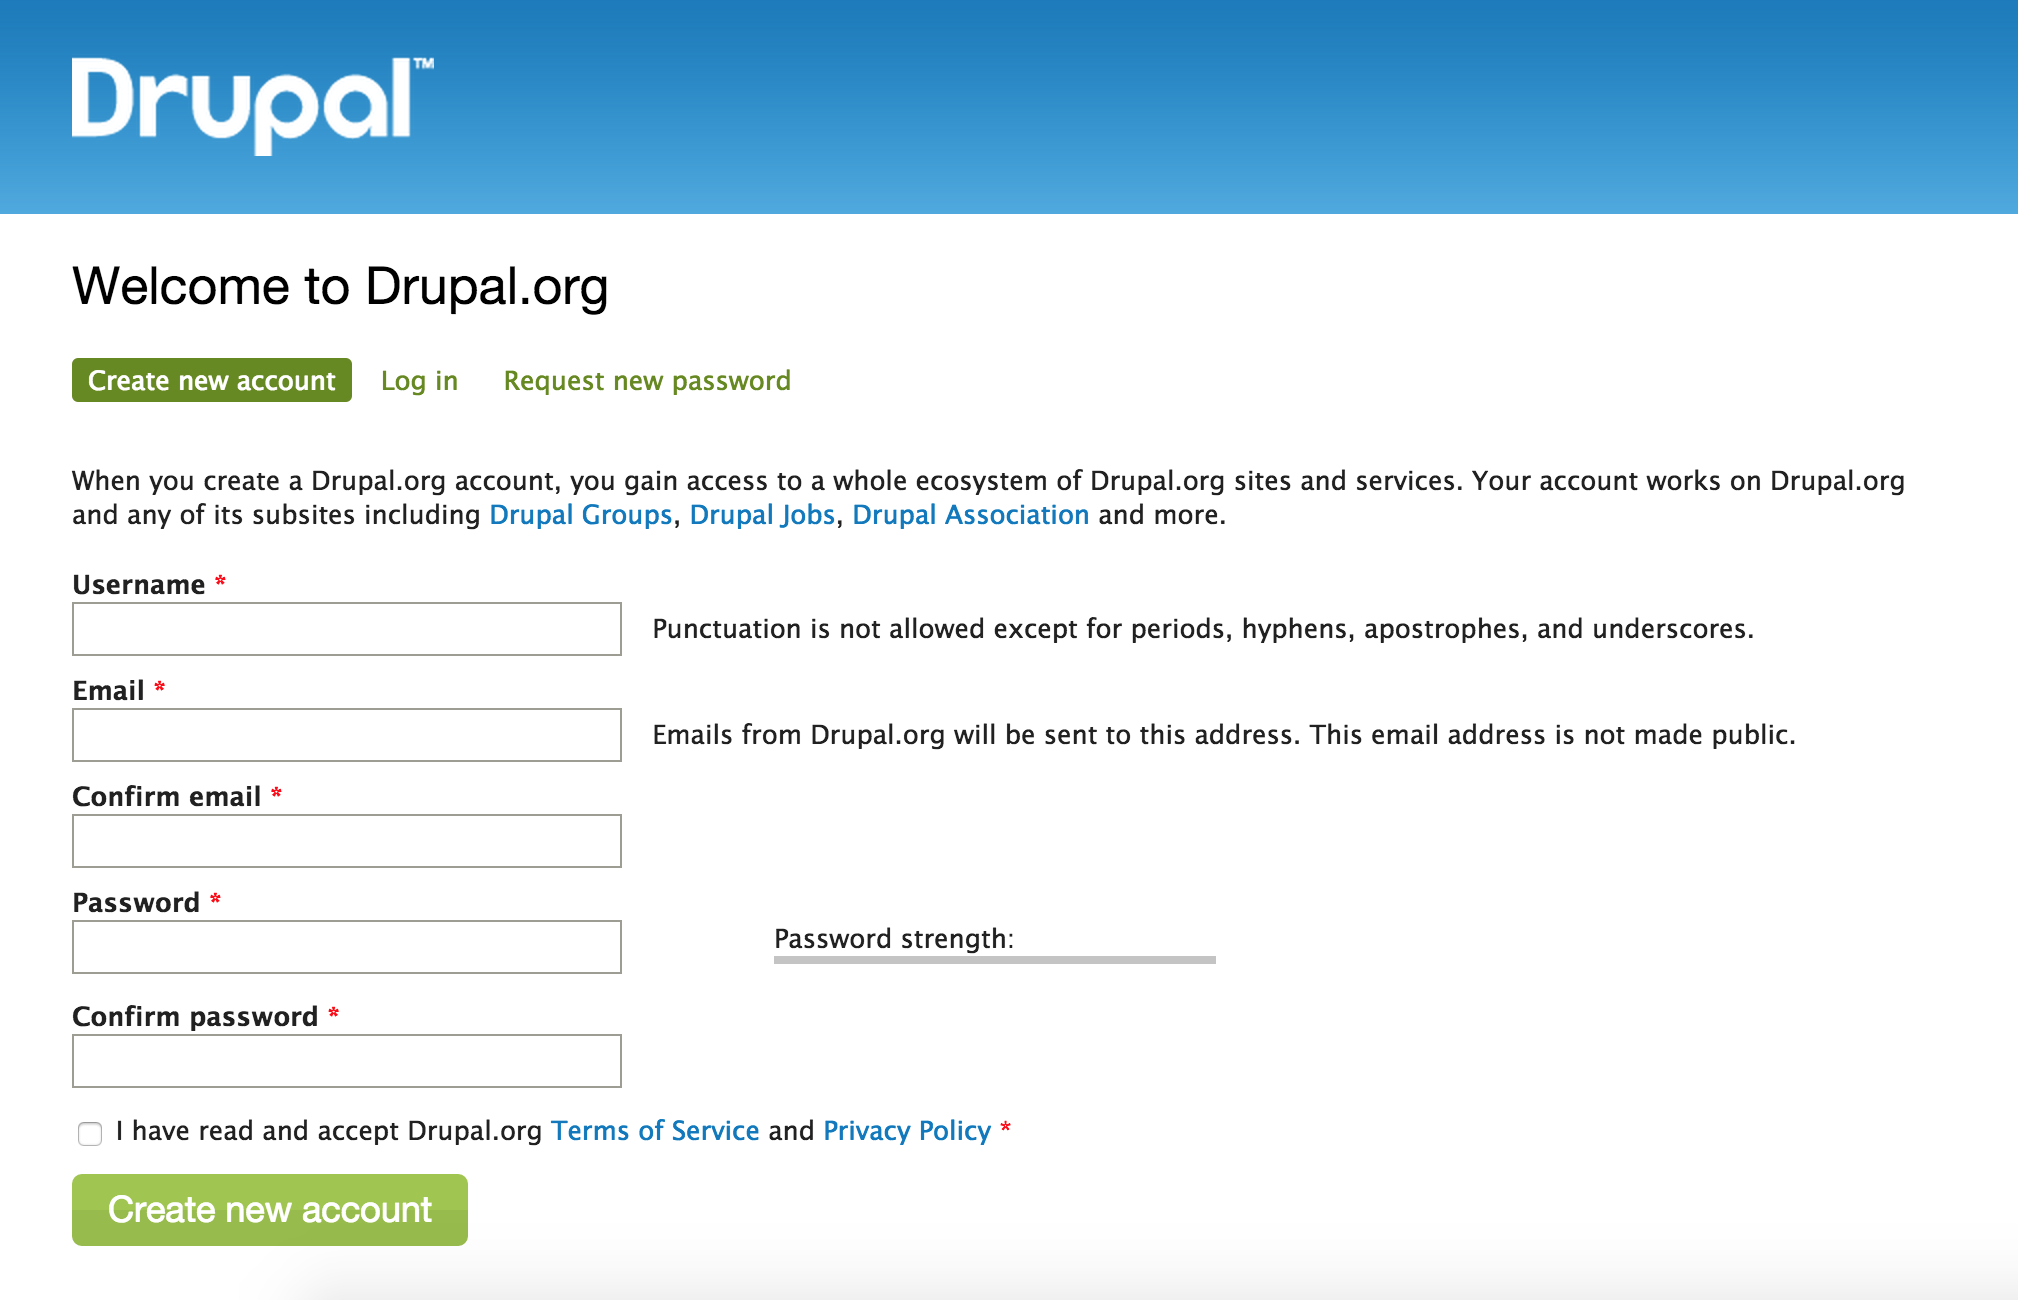 Drupal™
Welcome to Drupal.org
Create new account Log in Request new password
When you create a Drupal.org account, you gain access to a whole ecosystem of Drupal.org sites and services. Your account works on Drupal.org
and any of its subsites including Drupal Groups, Drupal Jobs, Drupal Association and more.
Username *
Punctuation is not allowed except for periods, hyphens, apostrophes, and underscores.
Email *
Emails from Drupal.org will be sent to this address. This email address is not made public.
Confirm email *
Password *
Password strength:
Confirm password *
I have read and accept Drupal.org Terms of Service and Privacy Policy *
Create new account